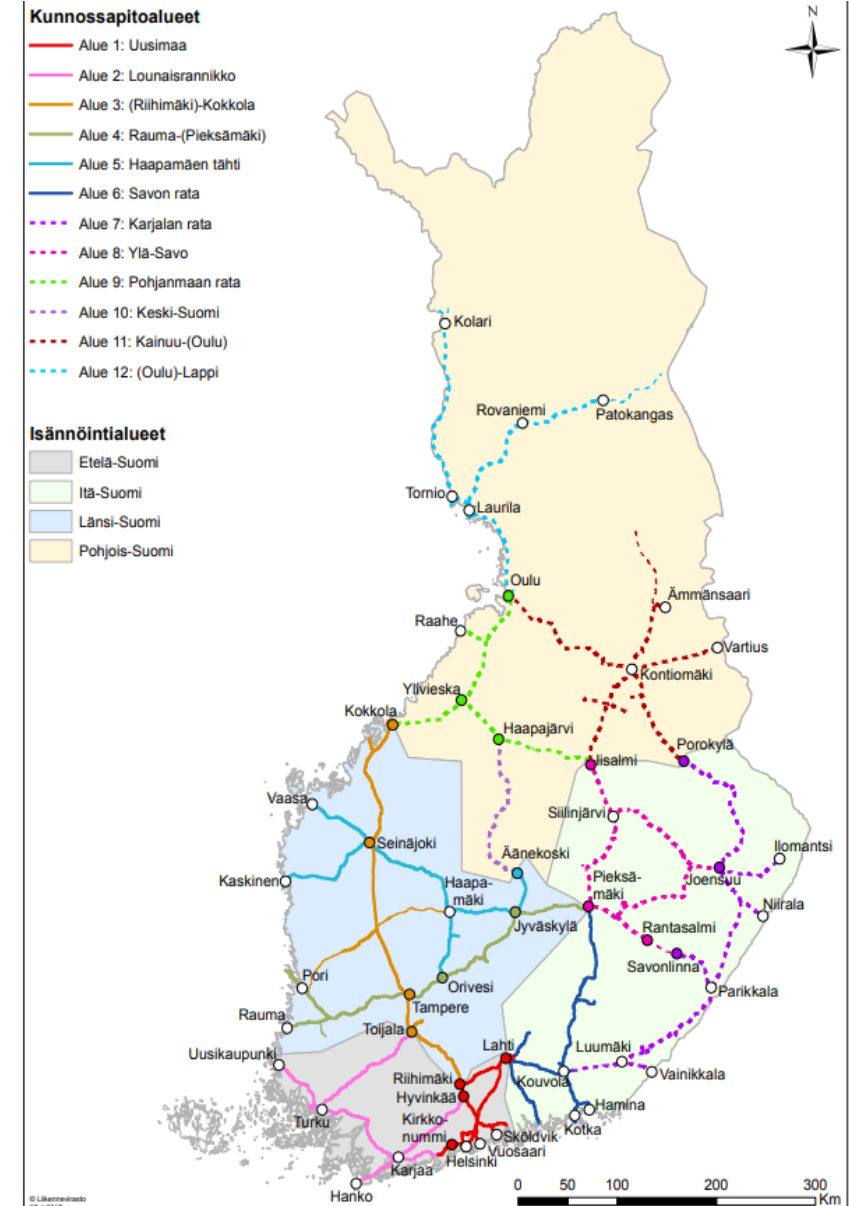 Kunnossapitoalueet
Alue 1: Uusimaa
Alue 2: Lounaisrannikko
Alue 3: (Riihimäki)-Kokkola
Alue 4: Rauma-(Pieksämäki)
Alue 5: Haapamäen tähti
Alue 6: Savon rata
Alue 7: Karjalan rata
Alue 8: Ylä-Savo
Alue 9: Pohjanmaan rata
Alue 10: Keski-Suomi
Alue 11: Kainuu-(Oulu)
Alue 12: (Oulu)-Lappi
Isännöintialueet
Etelä-Suomi
Itä-Suomi
Länsi-Suomi
Pohjois-Suomi
N
Kolari
Rovaniemi
Patokangas
Tornio
Laurila
Oulu
Ämmänsaari
Raahe
Vartius
Kontiomäki
Ylivieska
Kokkola
Haapajärvi
Porokylä
Iisalmi
Vaasa
Siilinjärvi
Seinäjoki
Ilomantsi
Äänekoski
Kaskinen
Haapa-
mäki
Pieksä-
mäki
Joensuu
Niirala
Jyväskylä
Rantasalmi
Savonlinna
Pori
Orivesi
Parikkala
Tampere
Rauma
Toijala
Uusikaupunki
Lahti
Luumäki
Riihimäki
Kouvola
Vainikkala
Hyvinkää
Hamina
Turku
Kirkko-
nummi
Sköldvik
Kotka
Vuosaari
Helsinki
Karjaa
Hanko
0 50 100 200 300
Km
© Liikennevirasto